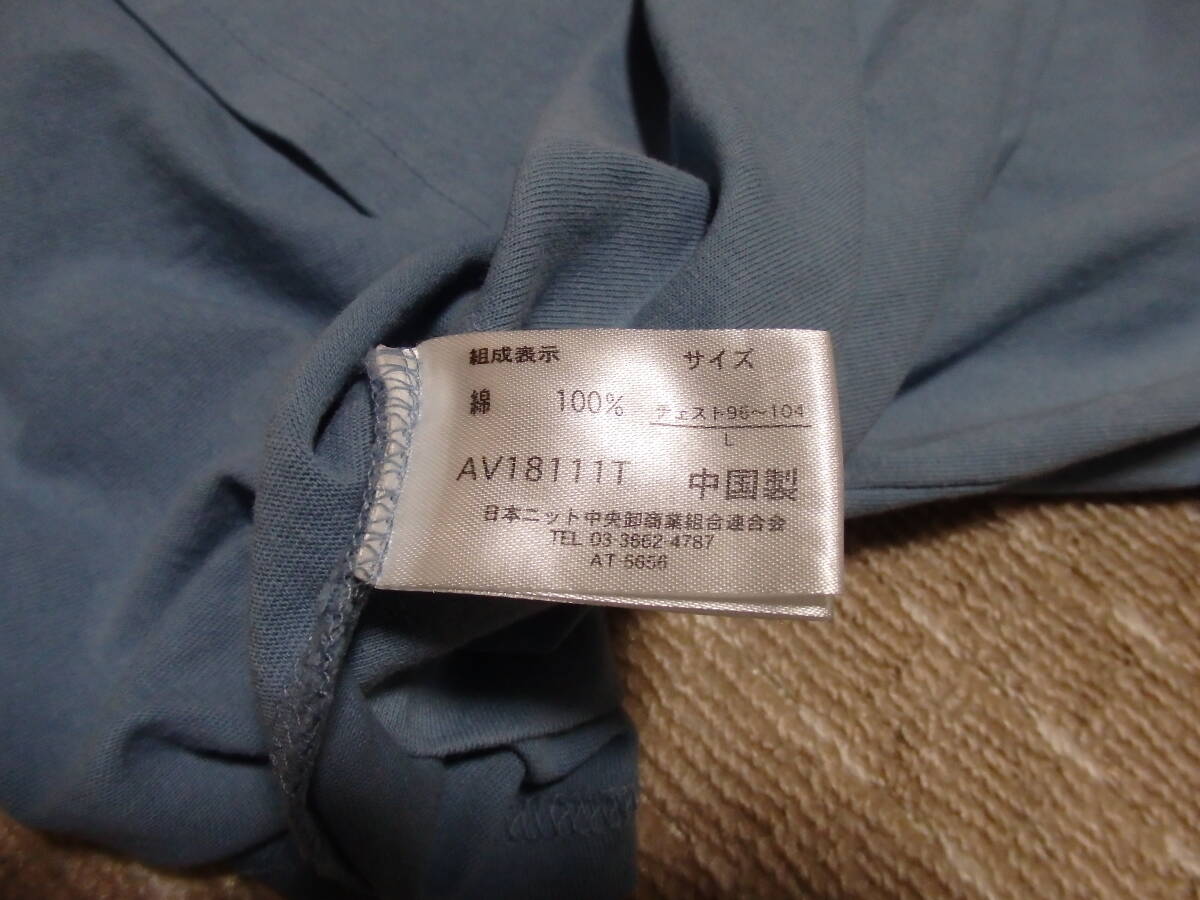 組成表示 サイズ
綿 100% チェスト96～104
L
AV18111T 中国製
日本ニット中央卸商業組合連合会
TEL 03-3662-4787
AT-5656